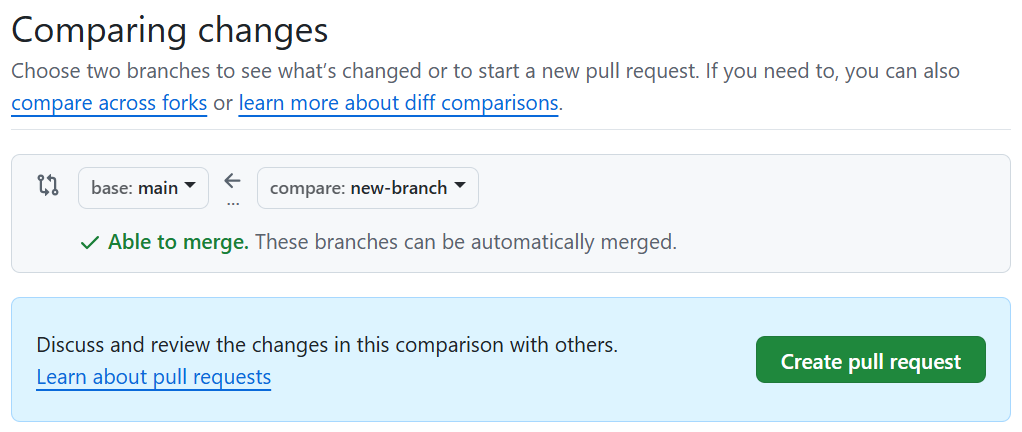 Comparing changes
Choose two branches to see what’s changed or to start a new pull request. If you need to, you can also
compare across forks or learn more about diff comparisons.
base: main ← compare: new-branch
...
Able to merge. These branches can be automatically merged.
Discuss and review the changes in this comparison with others.
Learn about pull requests
Create pull request